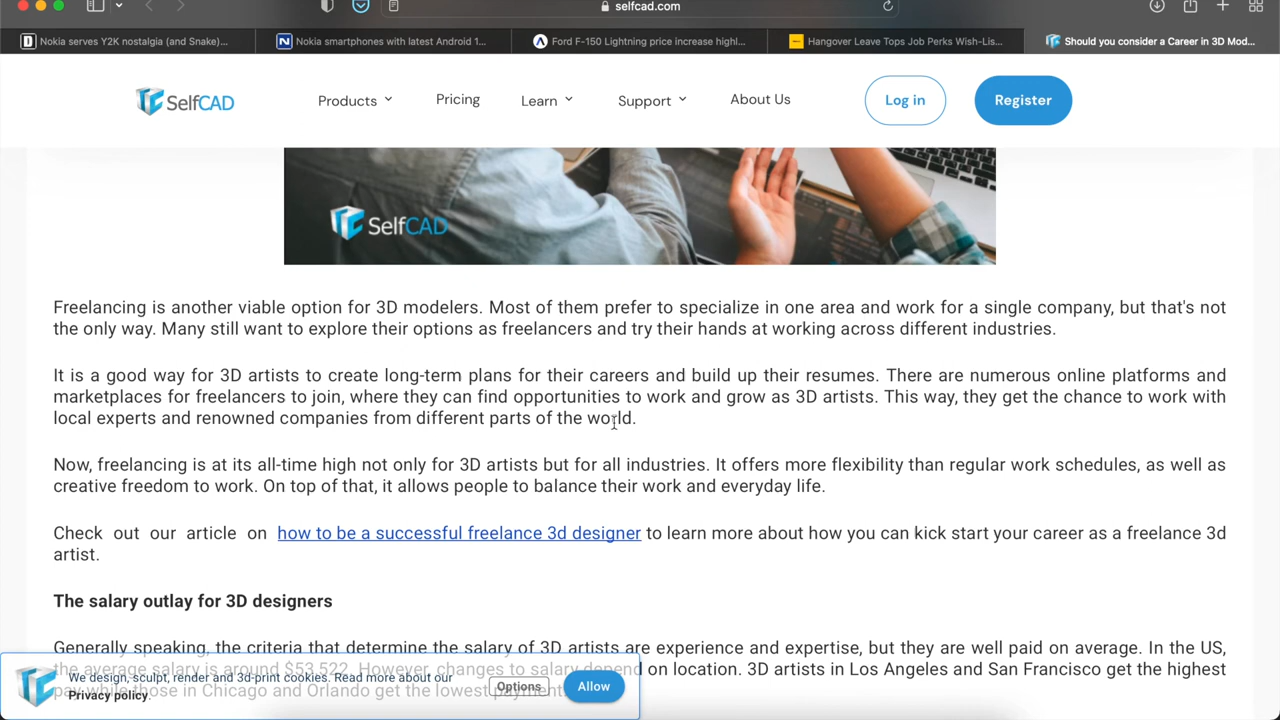 selfcad.com
Nokia serves Y2K nostalgia (and Snake)...
Nokia smartphones with latest Android 1...
Ford F-150 Lightning price increase highl...
Hangover Leave Tops Job Perks Wish-Lis...
Should you consider a Career in 3D Mod...
SelfCAD
Products
Pricing
Learn
Support
About Us
Log in
Register
SelfCAD
Freelancing is another viable option for 3D modelers. Most of them prefer to specialize in one area and work for a single company, but that's not
the only way. Many still want to explore their options as freelancers and try their hands at working across different industries.
It is a good way for 3D artists to create long-term plans for their careers and build up their resumes. There are numerous online platforms and
marketplaces for freelancers to join, where they can find opportunities to work and grow as 3D artists. This way, they get the chance to work with
local experts and renowned companies from different parts of the world.
Now, freelancing is at its all-time high not only for 3D artists but for all industries. It offers more flexibility than regular work schedules, as well as
creative freedom to work. On top of that, it allows people to balance their work and everyday life.
Check out our article on how to be a successful freelance 3d designer to learn more about how you can kick start your career as a freelance 3d
artist.
The salary outlay for 3D designers
Generally speaking, the criteria that determine the salary of 3D artists are experience and expertise, but they are well paid on average. In the US,
the average salary is around $53,522. However, changes to salary depend on location. 3D artists in Los Angeles and San Francisco get the highest
pay while those in Chicago and Orlando get the lowest payment
We design, sculpt, render and 3d-print cookies. Read more about our
Privacy policy.
Options
Allow